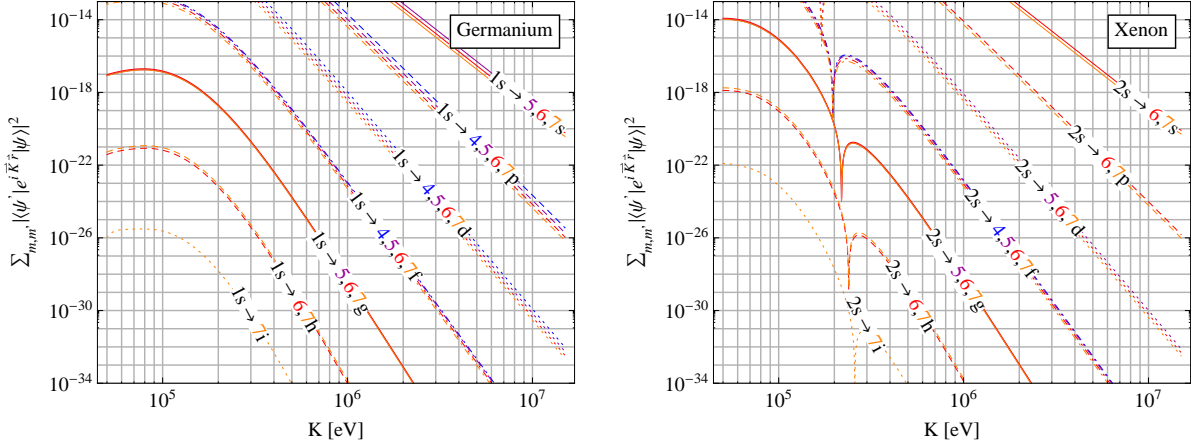 Germanium
10^-14
10^-18
10^-22
10^-26
10^-30
10^-34
∑_{m,m'} |⟨ψ'| e^{i K⃗ r⃗} |ψ⟩|^2
1s → 5,6,7s
1s → 4,5,6,7p
1s → 4,5,6,7d
1s → 4,5,6,7f
1s → 5,6,7g
1s → 6,7h
1s → 7i
10^5
10^6
10^7
K [eV]
Xenon
10^-14
10^-18
10^-22
10^-26
10^-30
10^-34
∑_{m,m'} |⟨ψ'| e^{i K⃗ r⃗} |ψ⟩|^2
2s → 6,7s
2s → 6,7p
2s → 5,6,7d
2s → 4,5,6,7f
2s → 5,6,7g
2s → 6,7h
2s → 7i
10^5
10^6
10^7
K [eV]